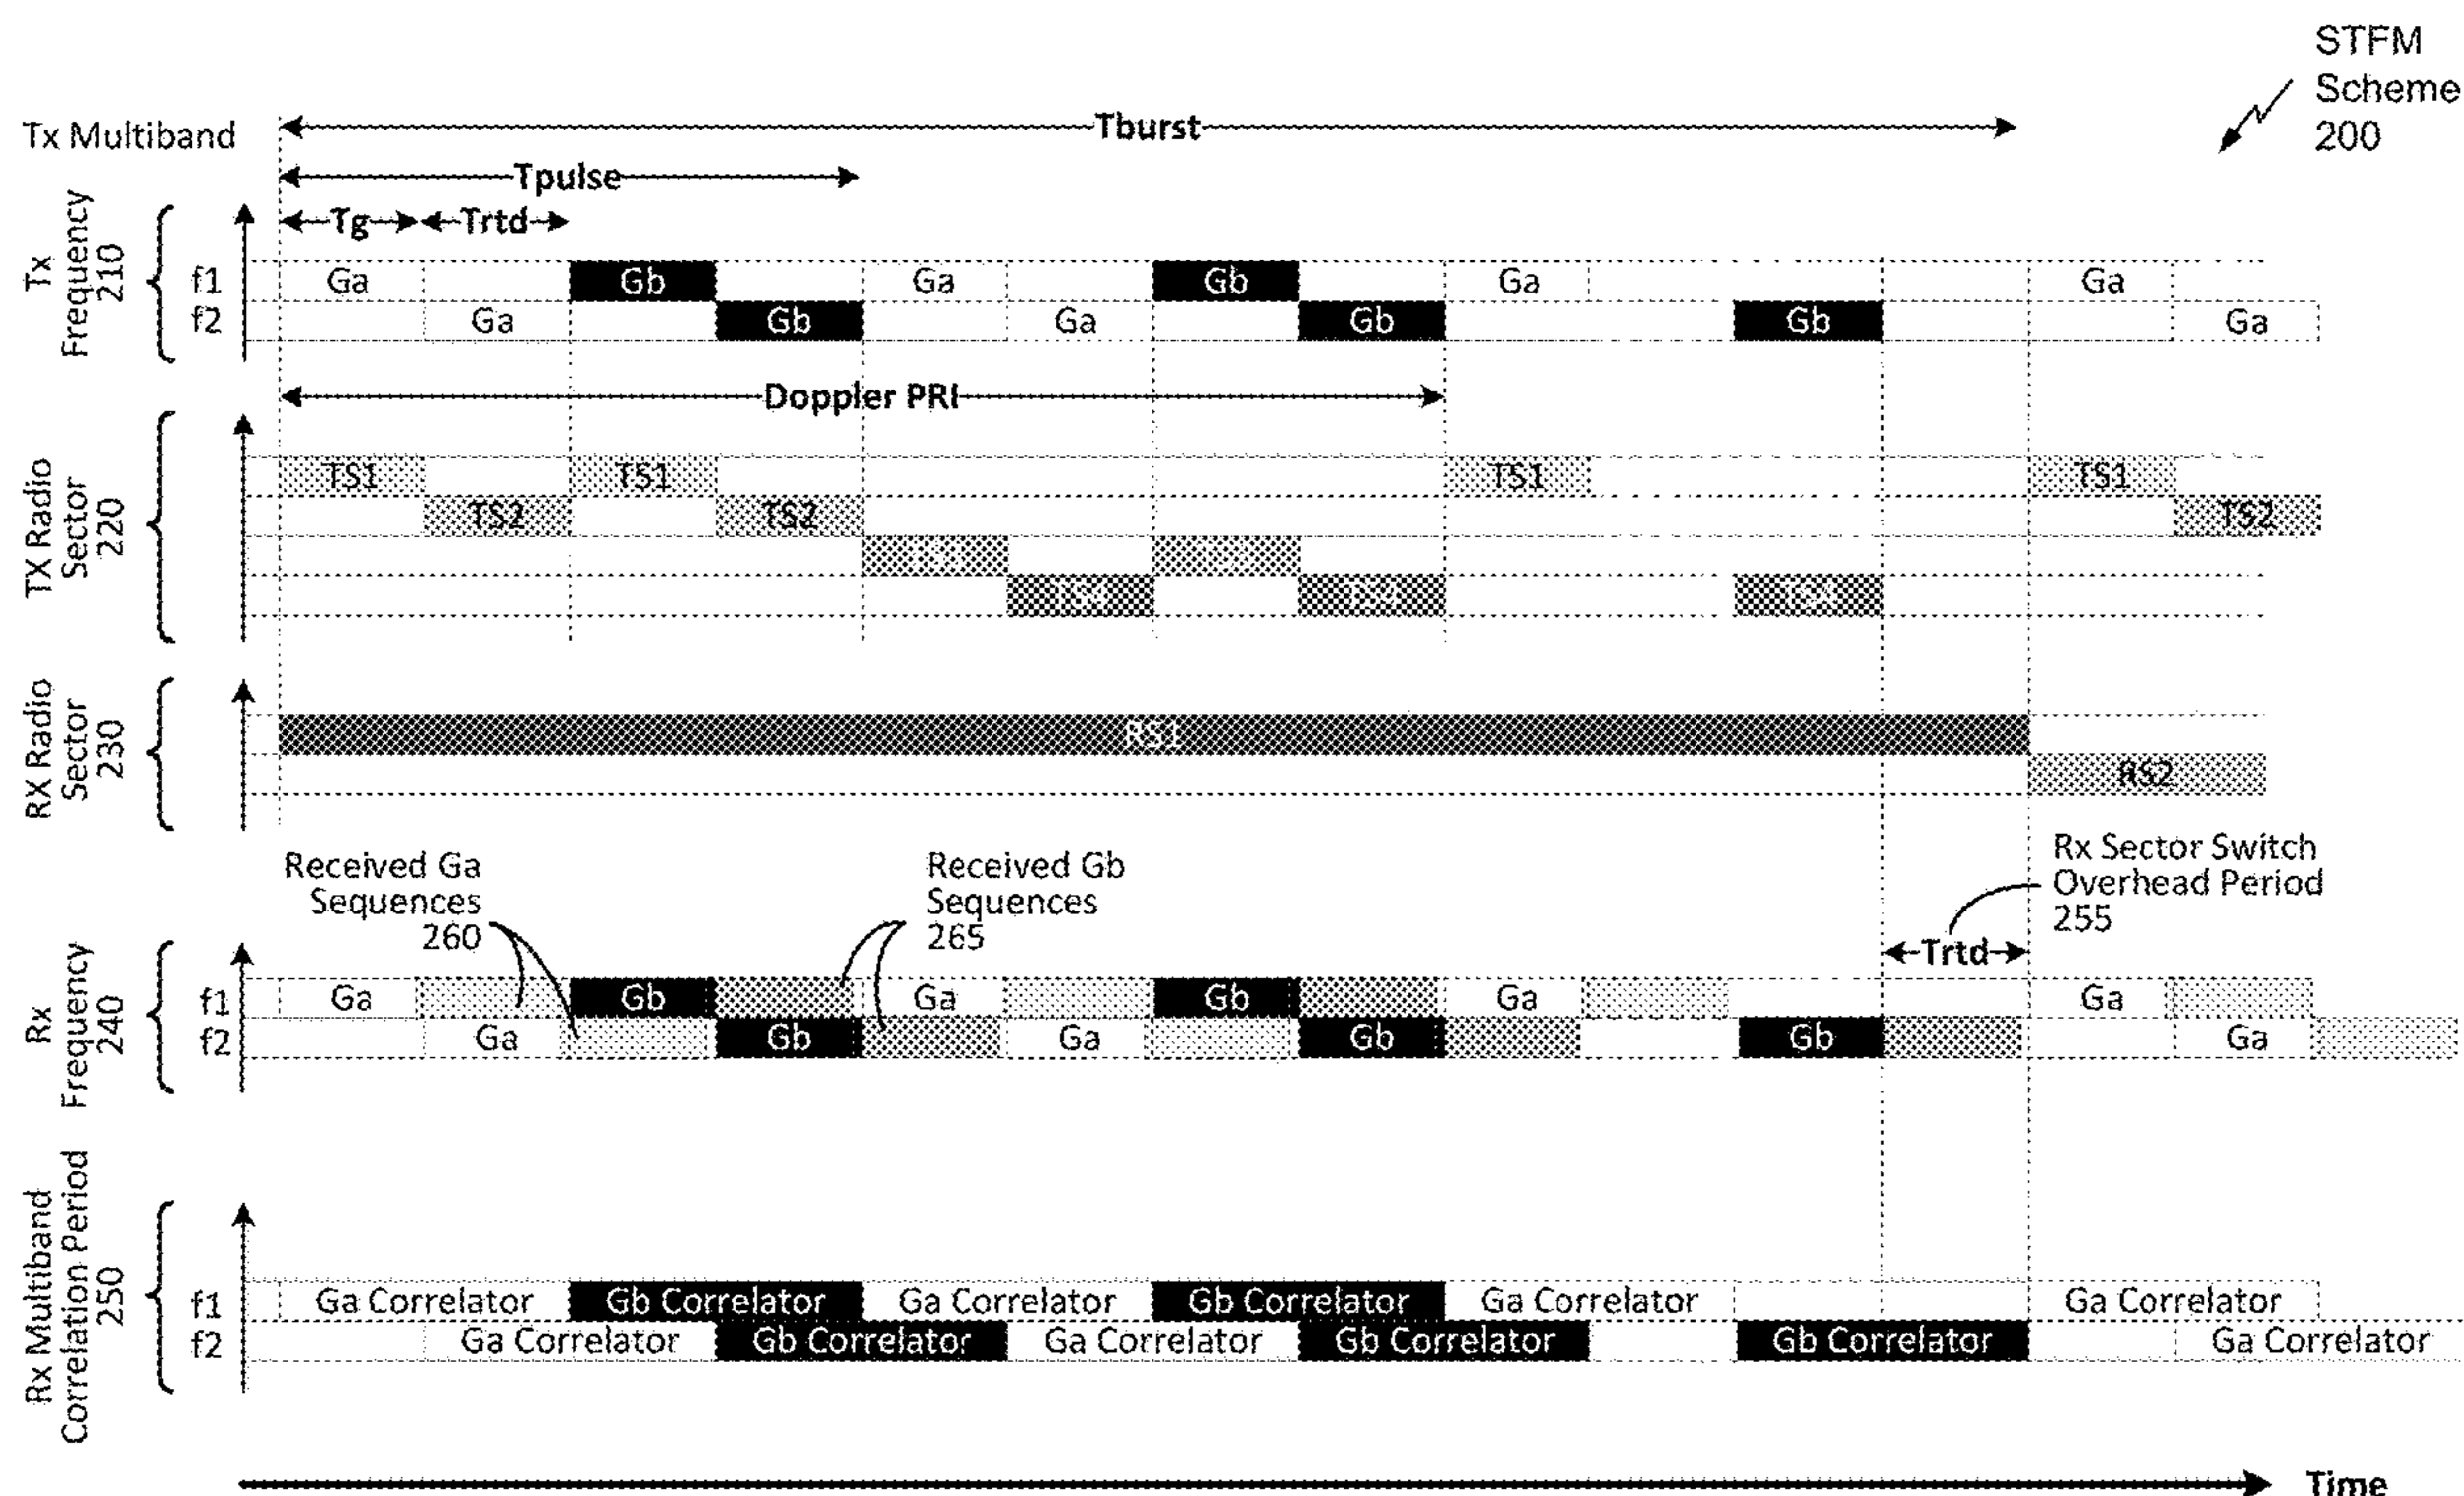 STFM
Scheme
200
Tx Multiband
Tburst
Tpulse
Tg Trtd
Tx
Frequency
210
f1 Ga Gb Ga Gb Ga Ga
f2 Ga Gb Ga Gb Gb Ga
Doppler PRI
TX Radio
Sector
220
TS1 TS1 TS1 TS1
TS2 TS2 TS2
TS4 TS4 TS4
RX Radio
Sector
230
RS1
RS2
Received Ga
Sequences
260
Received Gb
Sequences
265
Rx Sector Switch
Overhead Period
255
Trtd
Rx
Frequency
240
f1 Ga Gb Ga Gb Ga Ga
f2 Ga Gb Ga Gb Gb Ga
Rx Multiband
Correlation Period
250
f1 Ga Correlator Gb Correlator Ga Correlator Gb Correlator Ga Correlator Ga Correlator
f2 Ga Correlator Gb Correlator Ga Correlator Gb Correlator Gb Correlator Ga Correlator
Time